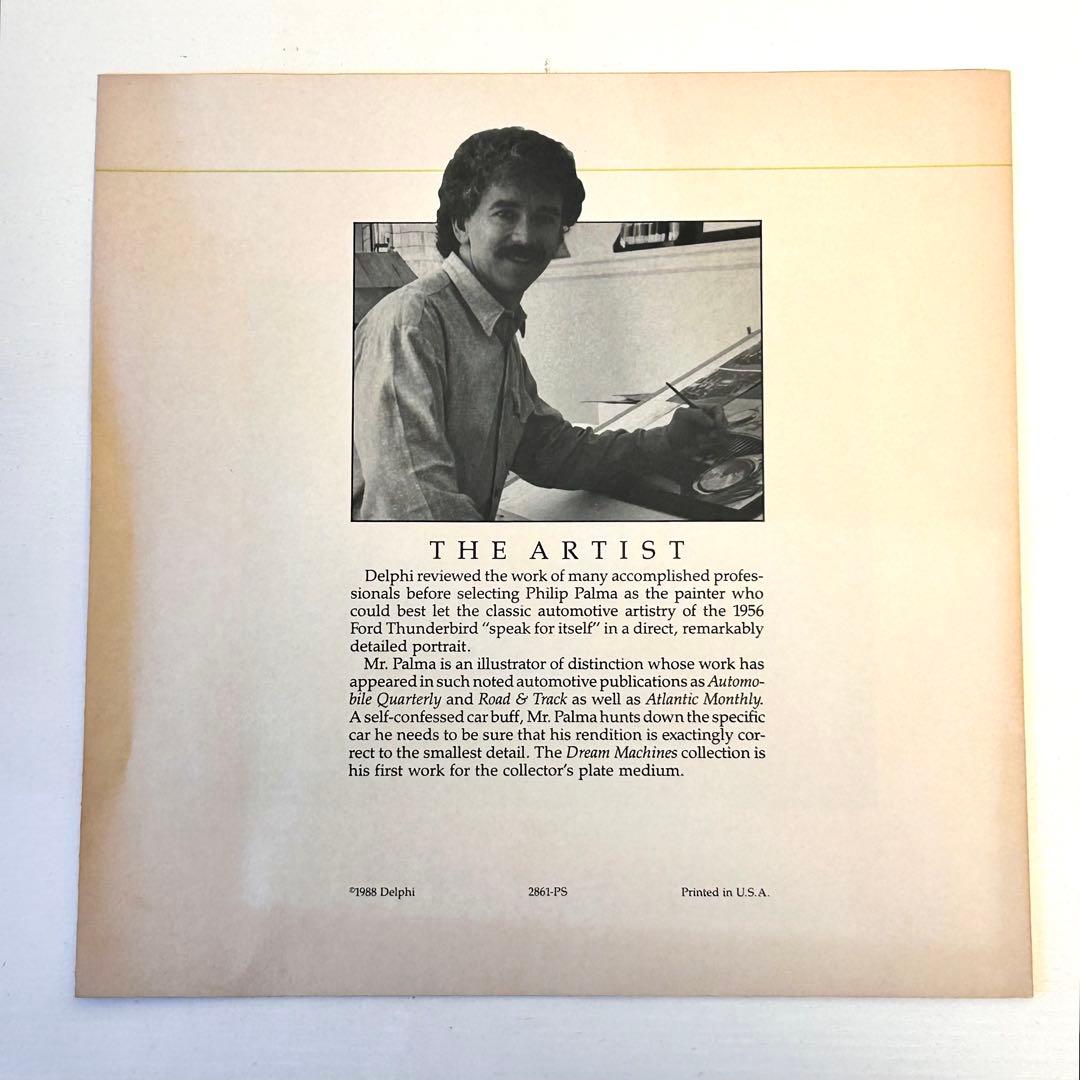 THE ARTIST
Delphi reviewed the work of many accomplished profes-
sionals before selecting Philip Palma as the painter who
could best let the classic automotive artistry of the 1956
Ford Thunderbird “speak for itself” in a direct, remarkably
detailed portrait.
Mr. Palma is an illustrator of distinction whose work has
appeared in such noted automotive publications as Automo-
bile Quarterly and Road & Track as well as Atlantic Monthly.
A self-confessed car buff, Mr. Palma hunts down the specific
car he needs to be sure that his rendition is exactingly cor-
rect to the smallest detail. The Dream Machines collection is
his first work for the collector’s plate medium.
©1988 Delphi 2861-PS Printed in U.S.A.